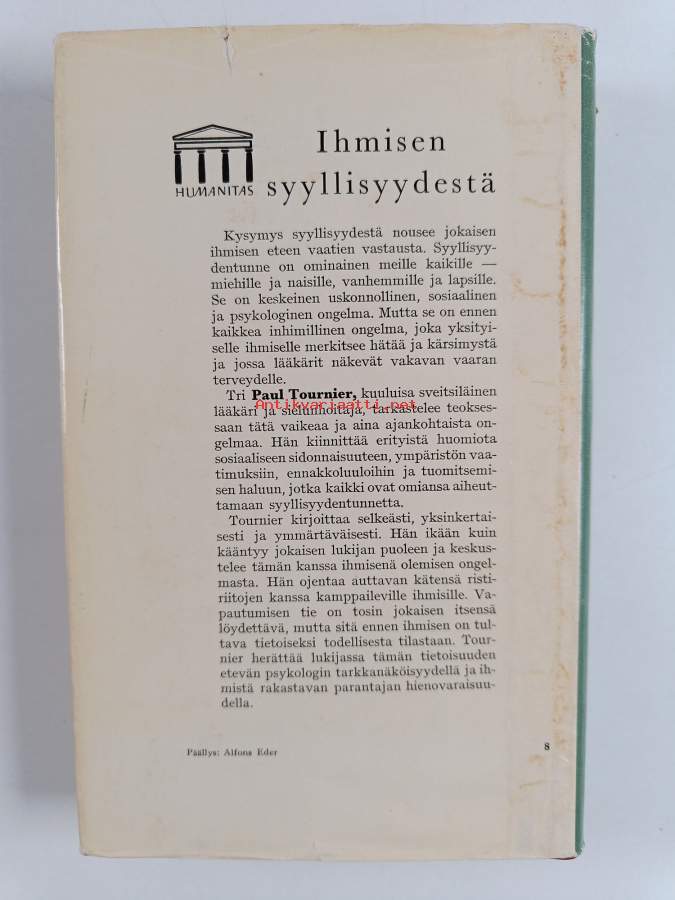 Ihmisen
HUMANITAS
syyllisyydestä
Kysymys syyllisyydestä nousee jokaisen
ihmisen eteen vaatien vastausta. Syyllisyy-
dentunne on ominainen meille kaikille —
miehille ja naisille, vanhemmille ja lapsille.
Se on keskeinen uskonnollinen, sosiaalinen
ja psykologinen ongelma. Mutta se on ennen
kaikkea inhimillinen ongelma, joka yksityi-
selle ihmiselle merkitsee hätää ja kärsimystä
ja jossa lääkärit näkevät vakavan vaaran
terveydelle.
Tri Paul Tournier, kuuluisa sveitsiläinen
Antikvariaatti.net
lääkäri ja sielunhoitaja, tarkastelee teokses-
saan tätä vaikeaa ja aina ajankohtaista on-
gelmaa. Hän kiinnittää erityistä huomiota
sosiaaliseen sidonnaisuuteen, ympäristön vaa-
timuksiin, ennakkoluuloihin ja tuomitsemi-
sen haluun, jotka kaikki ovat omiansa aiheut-
tamaan syyllisyydentunnetta.
Tournier kirjoittaa selkeästi, yksinkertai-
sesti ja ymmärtäväisesti. Hän ikään kuin
kääntyy jokaisen lukijan puoleen ja keskus-
telee tämän kanssa ihmisenä olemisen ongel-
masta. Hän ojentaa auttavan kätensä risti-
riitojen kanssa kamppaileville ihmisille. Va-
pautumisen tie on tosin jokaisen itsensä
löydettävä, mutta sitä ennen ihmisen on tul-
tava tietoiseksi todellisesta tilastaan. Tour-
nier herättää lukijassa tämän tietoisuuden
etevän psykologin tarkkanäköisyydellä ja ih-
mistä rakastavan parantajan hienovaraisuu-
della.
Päällys: Alfons Eder
8